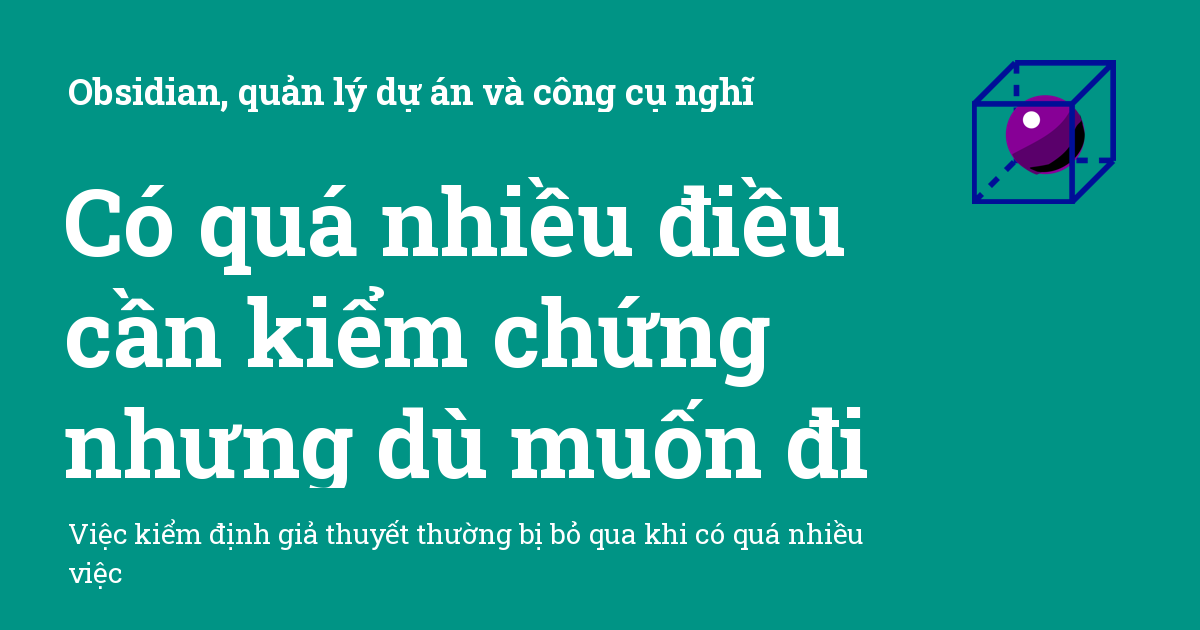 Obsidian, quản lý dự án và công cụ nghĩ
Có quá nhiều điều
cần kiểm chứng
nhưng dù muốn đi
Việc kiểm định giả thuyết thường bị bỏ qua khi có quá nhiều
việc